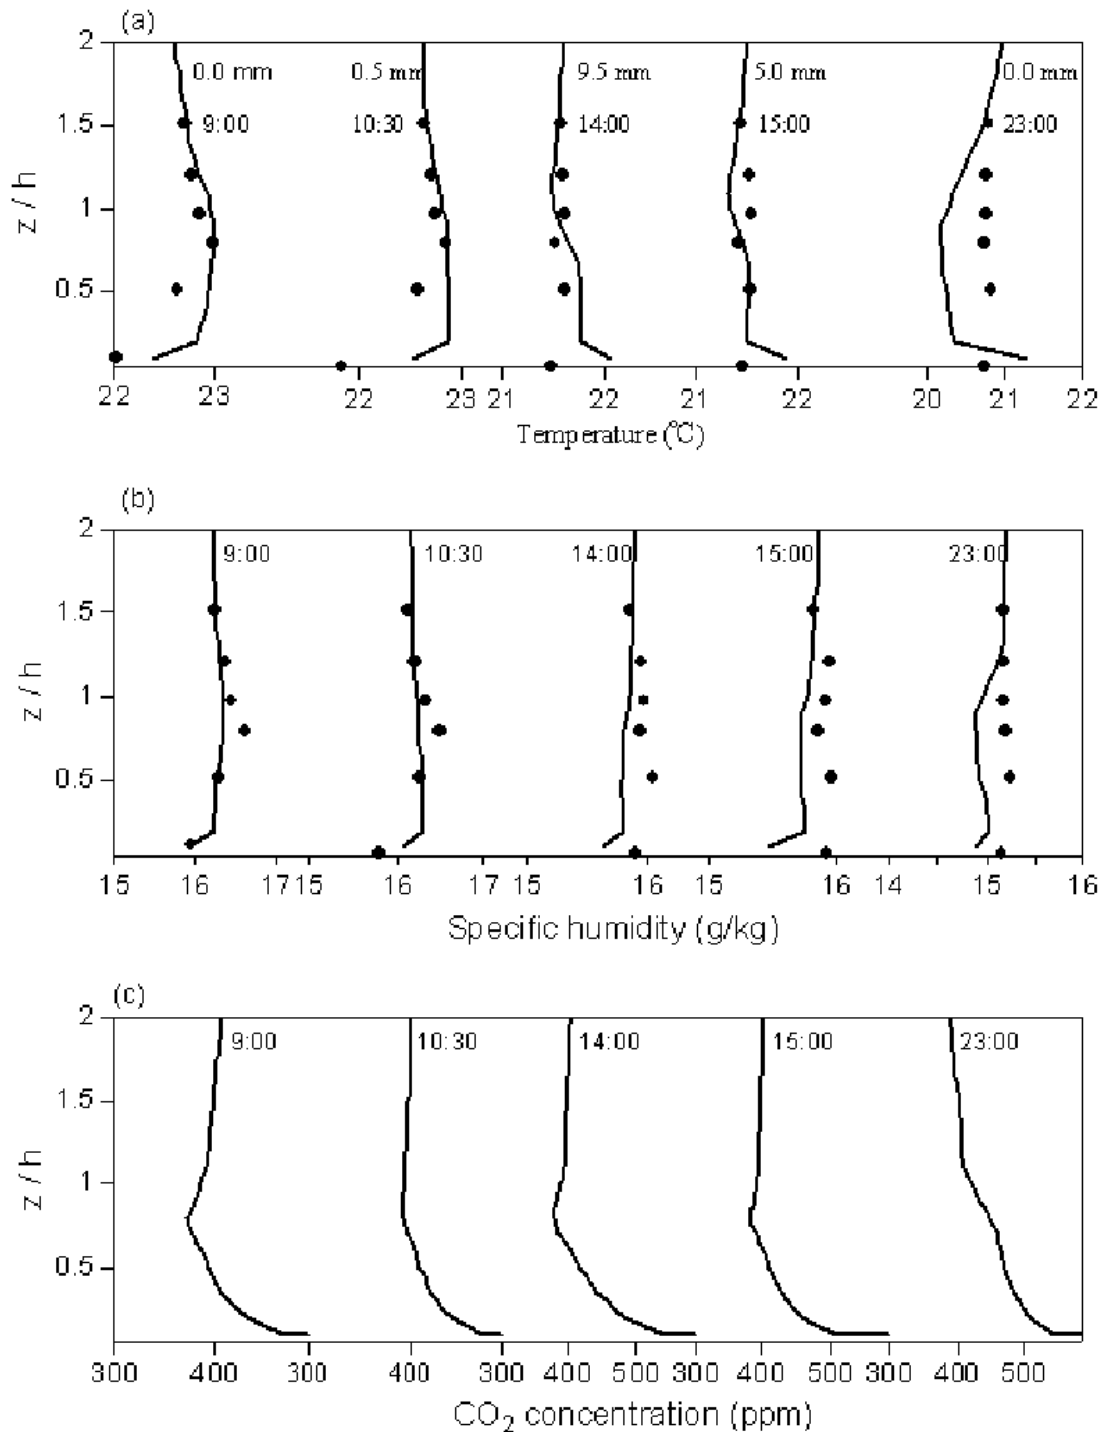 (a)
2
0.0 mm 0.5 mm 9.5 mm 5.0 mm 0.0 mm
1.5
9:00 10:30 14:00 15:00 23:00
z / h
1
0.5
22 23 22 23 21 22 21 22 20 21 22
Temperature (℃)
(b)
2
9:00 10:30 14:00 15:00 23:00
1.5
z / h
1
0.5
15 16 17 15 16 17 15 16 15 16 14 15 16
Specific humidity (g/kg)
(c)
2
9:00 10:30 14:00 15:00 23:00
1.5
z / h
1
0.5
300 400 300 400 300 400 500 300 400 500 300 400 500
CO2 concentration (ppm)